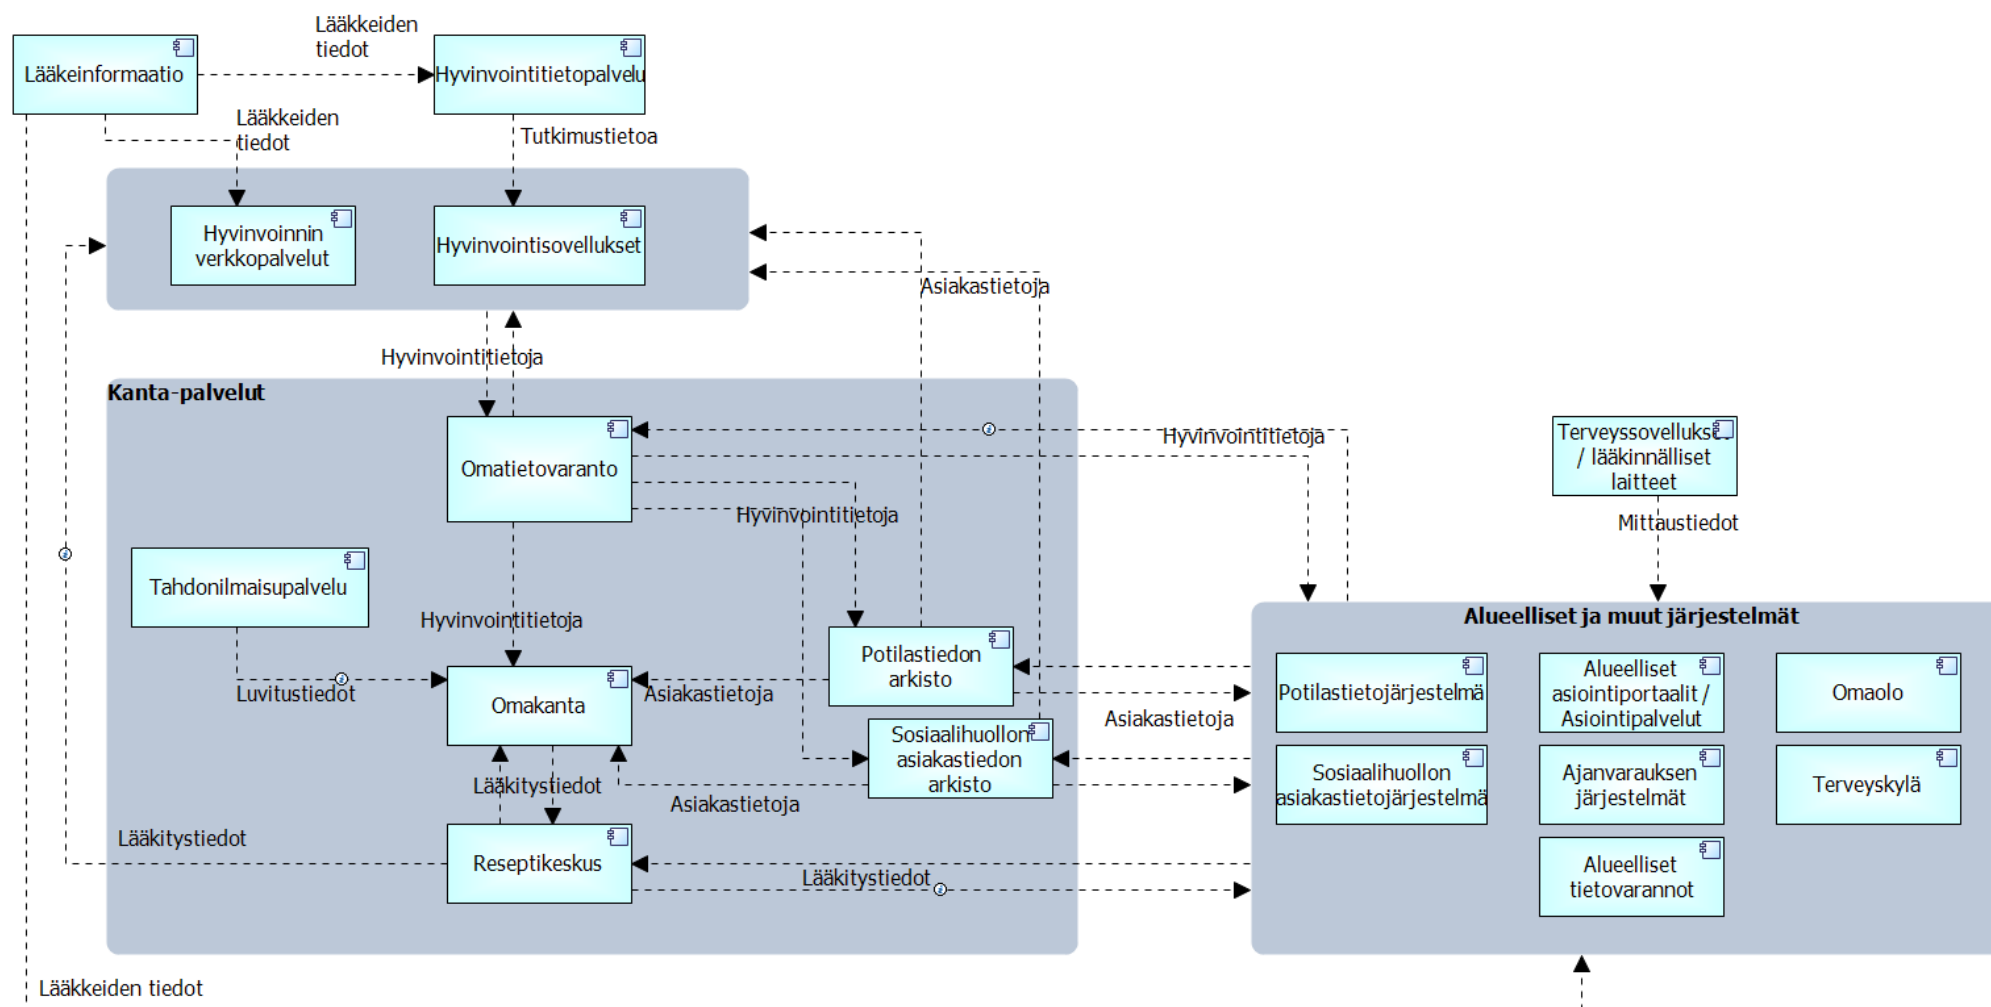 Lääkkeiden
tiedot
Lääkeinformaatio
Hyvinvointitietopalvelu
Lääkkeiden
tiedot
Tutkimustietoa
Hyvinvoinnin
verkkopalvelut
Hyvinvointisovellukset
Asiakastietoja
Hyvinvointitietoja
Kanta-palvelut
Omatietovaranto
Hyvinvointitietoja
Terveyssovellukset
/ lääkinnälliset
laitteet
Hyvinvointitietoja
Mittaustiedot
Tahdonilmaisupalvelu
Hyvinvointitietoja
Alueelliset ja muut järjestelmät
Potilastiedon
arkisto
Luvitustiedot
Omakanta
Asiakastietoja
Asiakastietoja
Potilastietojärjestelmä
Alueelliset
asiointiportaalit /
Asiointipalvelut
Omaolo
Sosiaalihuollon
asiakastiedon
arkisto
Lääkitystiedot
Asiakastietoja
Sosiaalihuollon
asiakastietojärjestelmä
Ajanvarauksen
järjestelmät
Terveyskylä
Lääkitystiedot
Reseptikeskus
Lääkitystiedot
Alueelliset
tietovarannot
Lääkkeiden tiedot